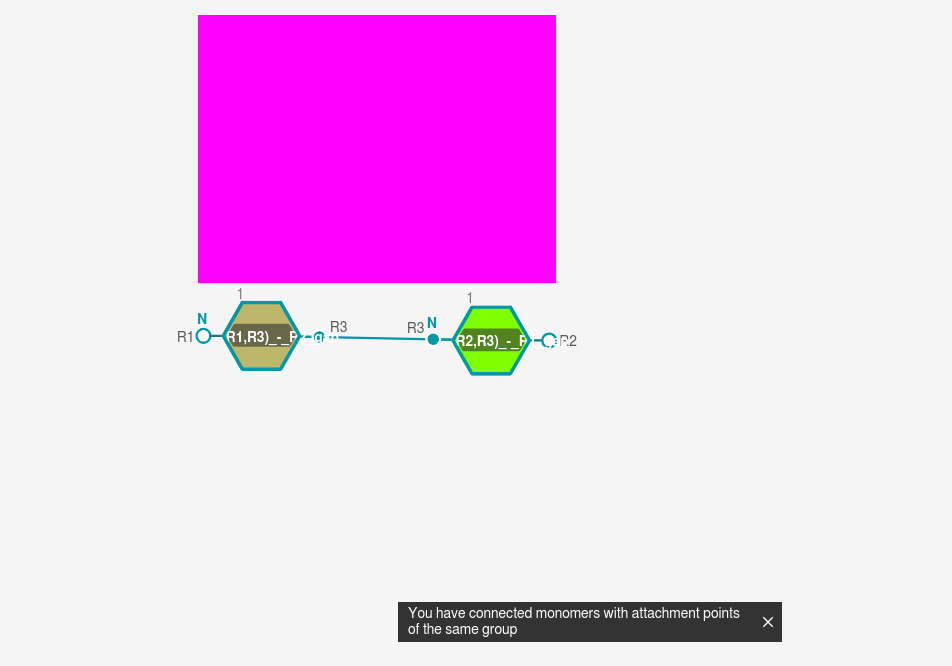 1
1
N
N
R3
R3
R1
R1,R3)_-_P
R2,R3)_-_P
R2
You have connected monomers with attachment points
of the same group